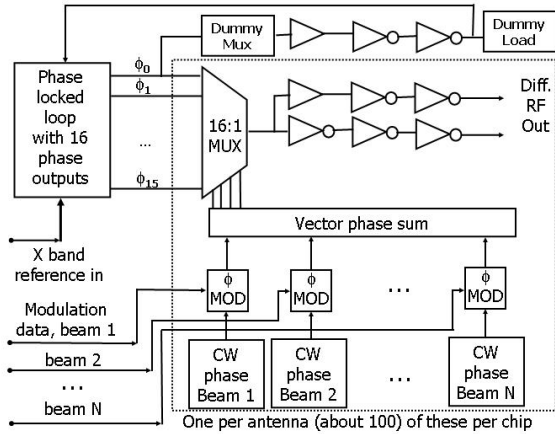 Dummy
Mux
Dummy
Load
Phase
locked
loop
with 16
phase
outputs
ϕ0
ϕ1
...
ϕ15
16:1
MUX
Diff.
RF
Out
Vector phase sum
X band
reference in
ϕ
MOD
ϕ
MOD
...
ϕ
MOD
Modulation
data, beam 1
beam 2
...
beam N
CW
phase
Beam 1
CW
phase
Beam 2
...
CW
phase
Beam N
One per antenna (about 100) of these per chip